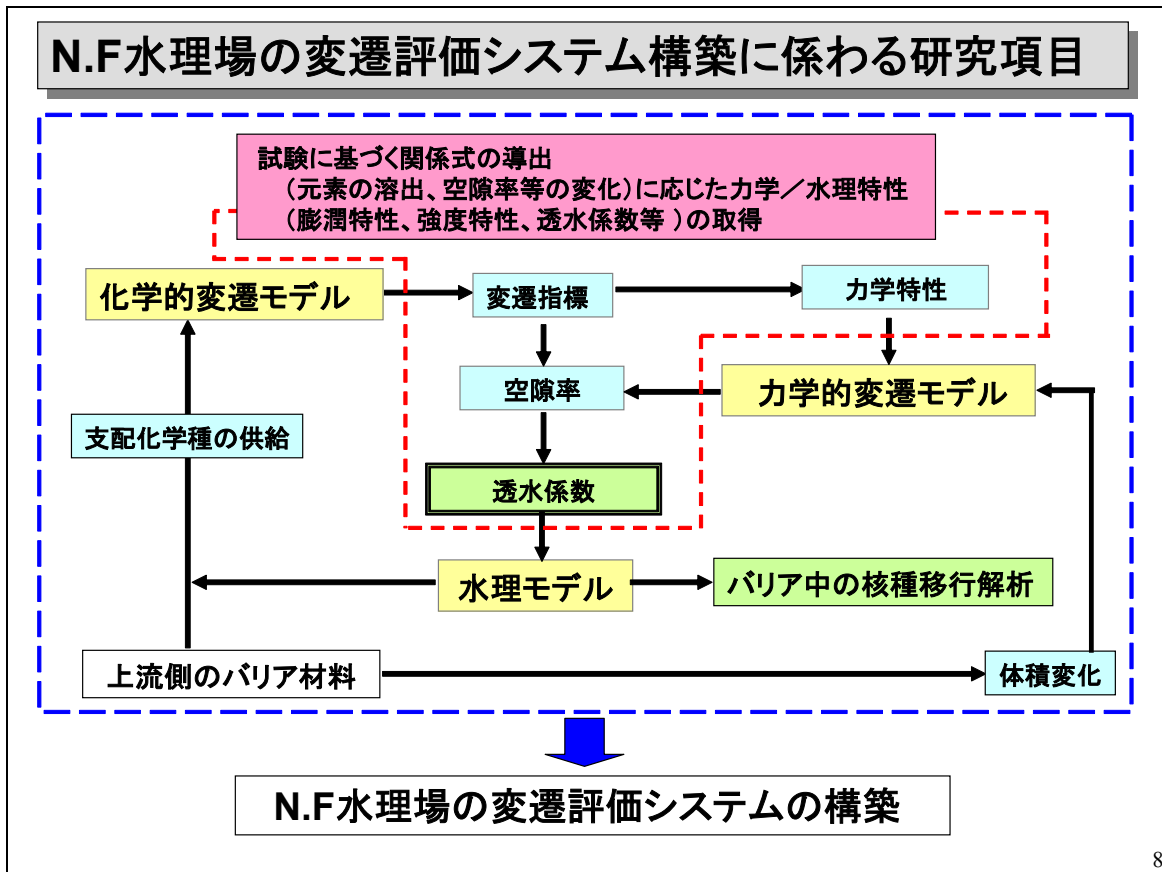 N.F水理場の変遷評価システム構築に係わる研究項目
試験に基づく関係式の導出
（元素の溶出、空隙率等の変化）に応じた力学／水理特性
（膨潤特性、強度特性、透水係数等 ）の取得
化学的変遷モデル
変遷指標
力学特性
空隙率
力学的変遷モデル
支配化学種の供給
透水係数
水理モデル
バリア中の核種移行解析
上流側のバリア材料
体積変化
N.F水理場の変遷評価システムの構築
8